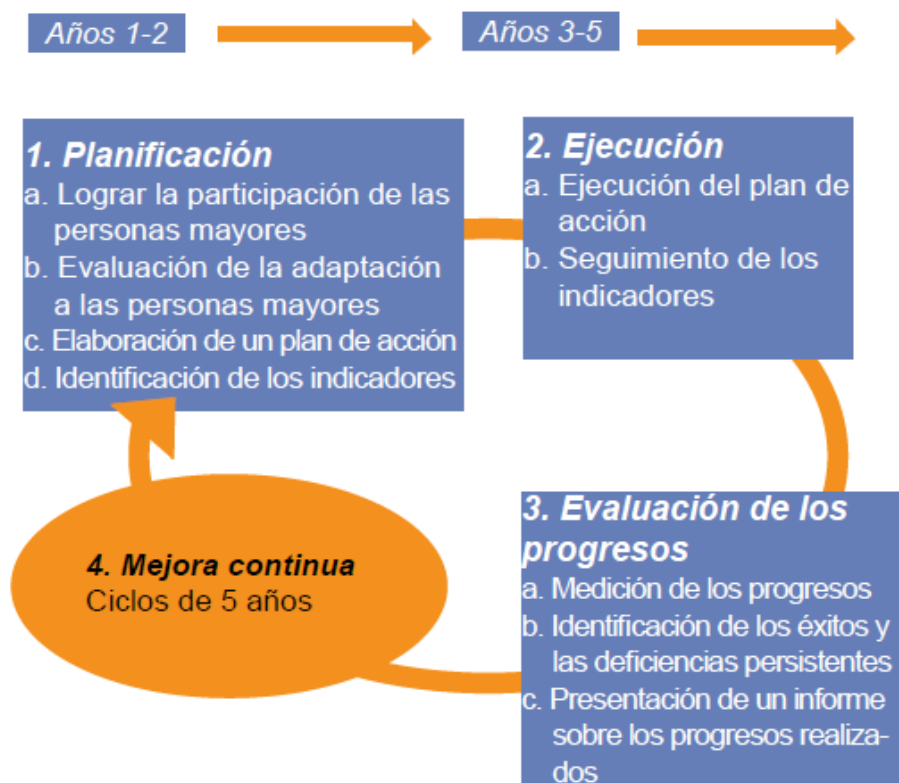 Años 1-2
Años 3-5
1. Planificación
a. Lograr la participación de las
personas mayores
b. Evaluación de la adaptación
a las personas mayores
c. Elaboración de un plan de acción
d. Identificación de los indicadores
2. Ejecución
a. Ejecución del plan de
acción
b. Seguimiento de los
indicadores
3. Evaluación de los
progresos
a. Medición de los progresos
b. Identificación de los éxitos y
las deficiencias persistentes
c. Presentación de un informe
sobre los progresos realiza-
dos
4. Mejora continua
Ciclos de 5 años